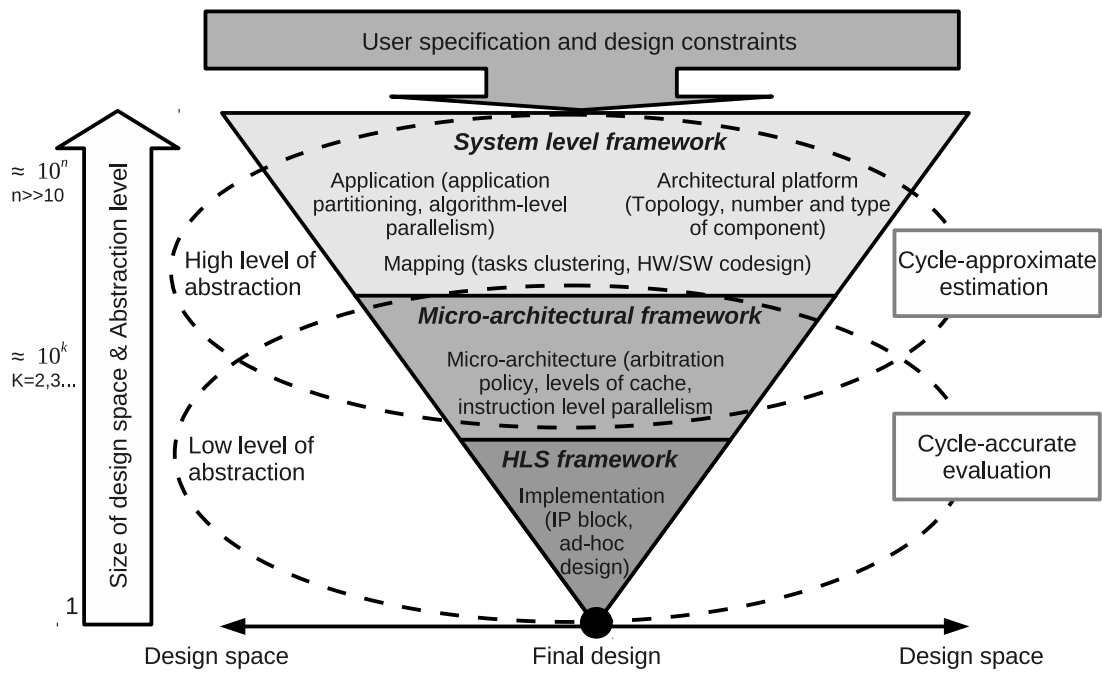 User specification and design constraints
System level framework
Application (application
partitioning, algorithm-level
parallelism)
Architectural platform
(Topology, number and type
of component)
Mapping (tasks clustering, HW/SW codesign)
Micro-architectural framework
Micro-architecture (arbitration
policy, levels of cache,
instruction level parallelism
HLS framework
Implementation
(IP block,
ad-hoc
design)
Size of design space & Abstraction level
≈ 10^n
n>>10
≈ 10^k
K=2,3...
1
High level of
abstraction
Low level of
abstraction
Cycle-approximate
estimation
Cycle-accurate
evaluation
Design space
Final design
Design space